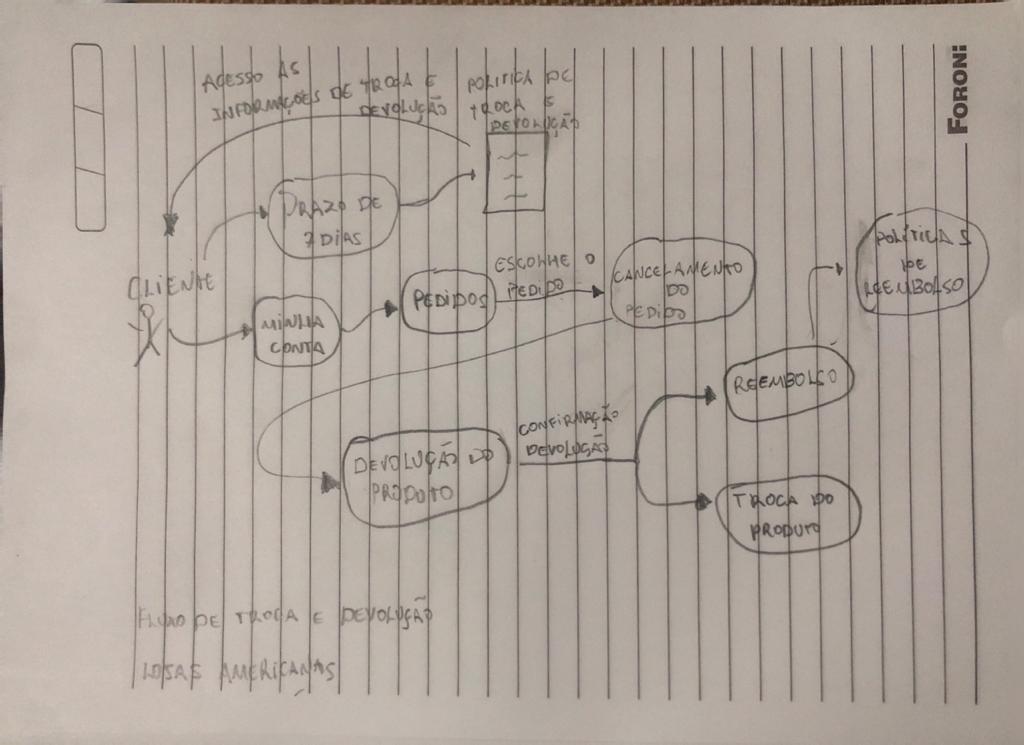 FORONi
ACESSO ÀS
INFORMAÇÕES DE TROCA E
DEVOLUÇÃO
POLITICA DE
TROCA E
DEVOLUÇÃO
PRAZO DE
7 DIAS
CLIENTE
MINHA
CONTA
PEDIDOS
ESCOLHE O
PEDIDO
CANCELAMENTO
DO
PEDIDO
POLÍTICAS
DE
REEMBOLSO
REEMBOLSO
CONFIRMAÇÃO
DEVOLUÇÃO
DEVOLUÇÃO DO
PRODUTO
TROCA DO
PRODUTO
FLUXO DE TROCA E DEVOLUÇÃO
LOJAS AMERICANAS